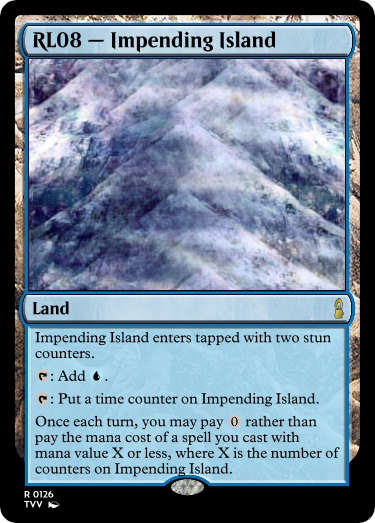 RL08 — Impending Island
Land
Impending Island enters tapped with two stun
counters.
: Add .
: Put a time counter on Impending Island.
Once each turn, you may pay 0 rather than
pay the mana cost of a spell you cast with
mana value X or less, where X is the number of
counters on Impending Island.
R 0126
TVV